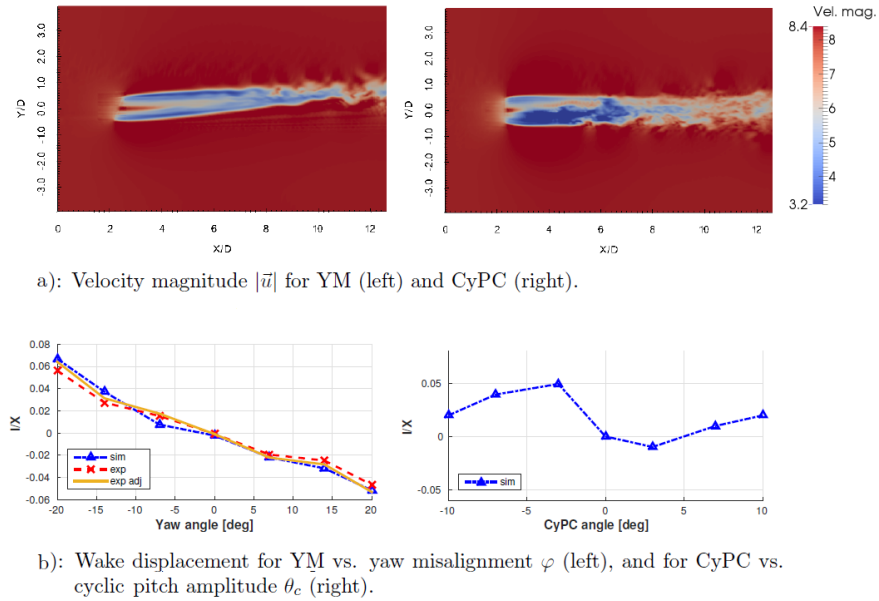 Vel. mag.
3.0
2.0
1.0
0.0
-1.0
-2.0
-3.0
Y/D
0 2 4 6 8 10 12
X/D
3.0
2.0
1.0
0.0
-1.0
-2.0
-3.0
Y/D
0 2 4 6 8 10 12
X/D
8.4
8
7
6
5
4
3.2
a): Velocity magnitude |u⃗| for YM (left) and CyPC (right).
0.08
0.06
0.04
0.02
0
-0.02
-0.04
-0.06
I/X
sim
exp
exp adj
-20 -15 -10 -5 0 5 10 15 20
Yaw angle [deg]
0.05
0
-0.05
I/X
sim
-10 -5 0 5 10
CyPC angle [deg]
b): Wake displacement for YM vs. yaw misalignment φ (left), and for CyPC vs.
cyclic pitch amplitude θc (right).